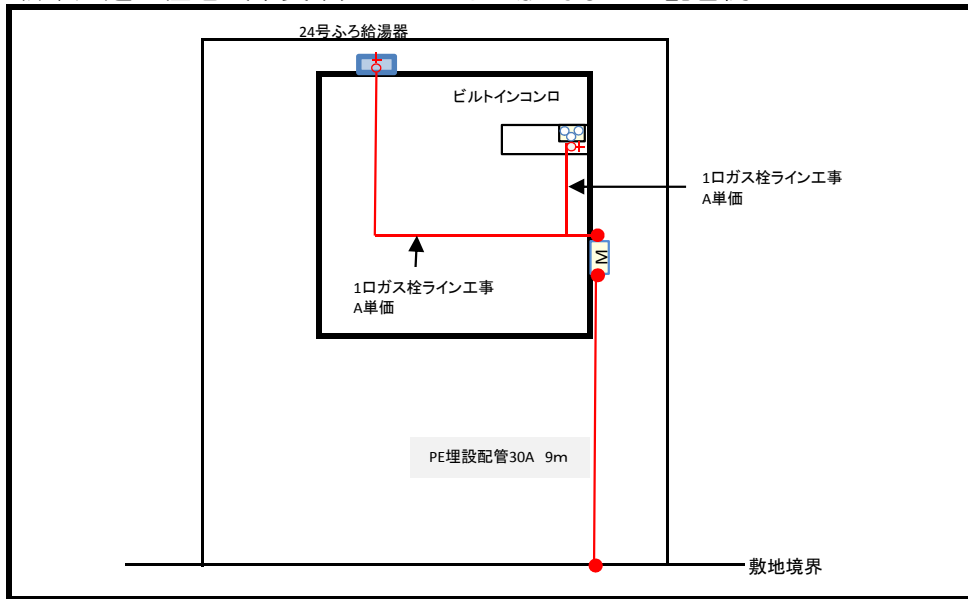 24号ふろ給湯器
ビルトインコンロ
1口ガス栓ライン工事
A単価
M
1口ガス栓ライン工事
A単価
PE埋設配管30A 9m
敷地境界